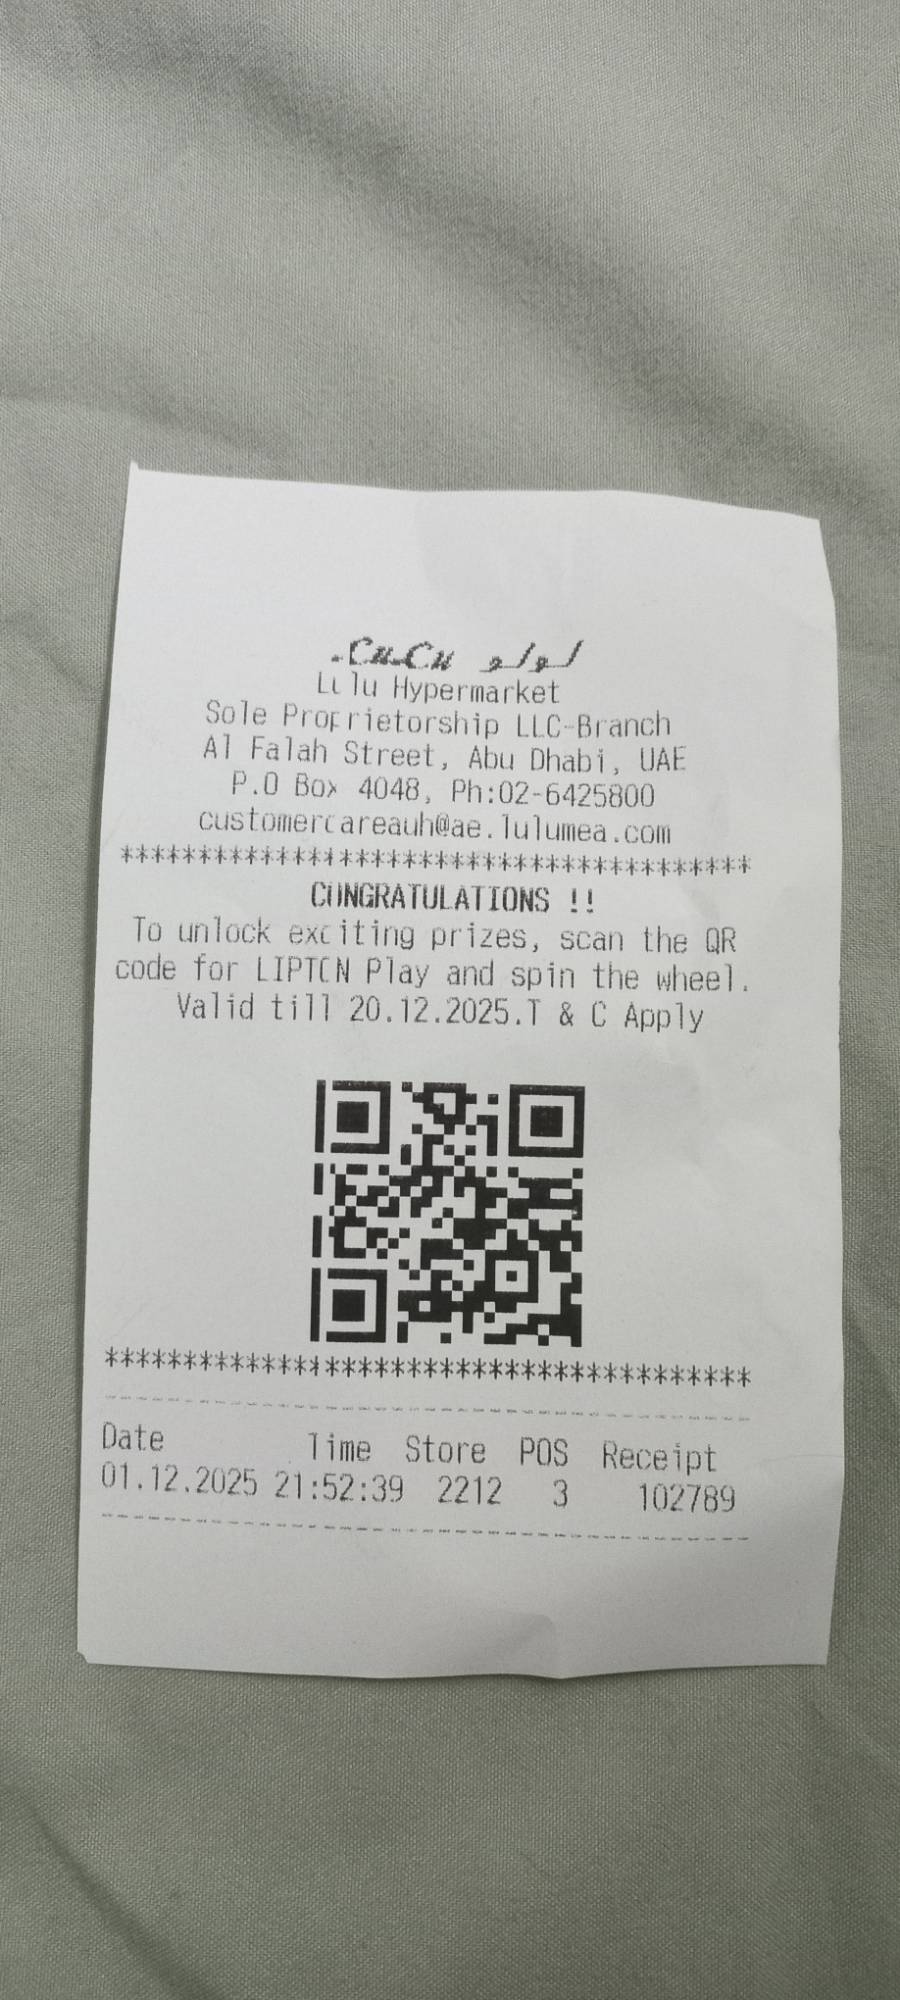 LuLu لولو
Lulu Hypermarket
Sole Proprietorship LLC-Branch
Al Falah Street, Abu Dhabi, UAE
P.O Box 4048, Ph:02-6425800
customercareauh@ae.lulumea.com
******************************************
CONGRATULATIONS !!
To unlock exciting prizes, scan the QR
code for LIPTON Play and spin the wheel.
Valid till 20.12.2025.T & C Apply
******************************************
Date Time Store POS Receipt
01.12.2025 21:52:39 2212 3 102789